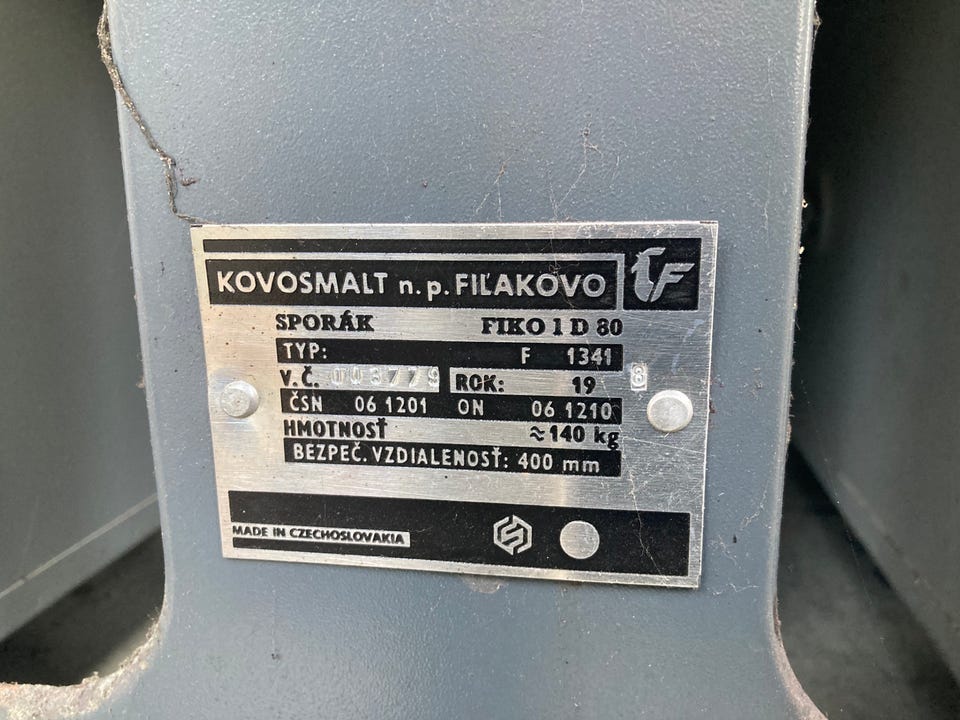 KOVOSMALT n.p. FIĽAKOVO
SPORÁK FIKO 1 D 80
TYP: F 1341
V.Č. 003779 ROK: 19 8
ČSN 06 1201 ON 06 1210
HMOTNOSŤ ≈140 kg
BEZPEČ. VZDIALENOSŤ: 400 mm
MADE IN CZECHOSLOVAKIA